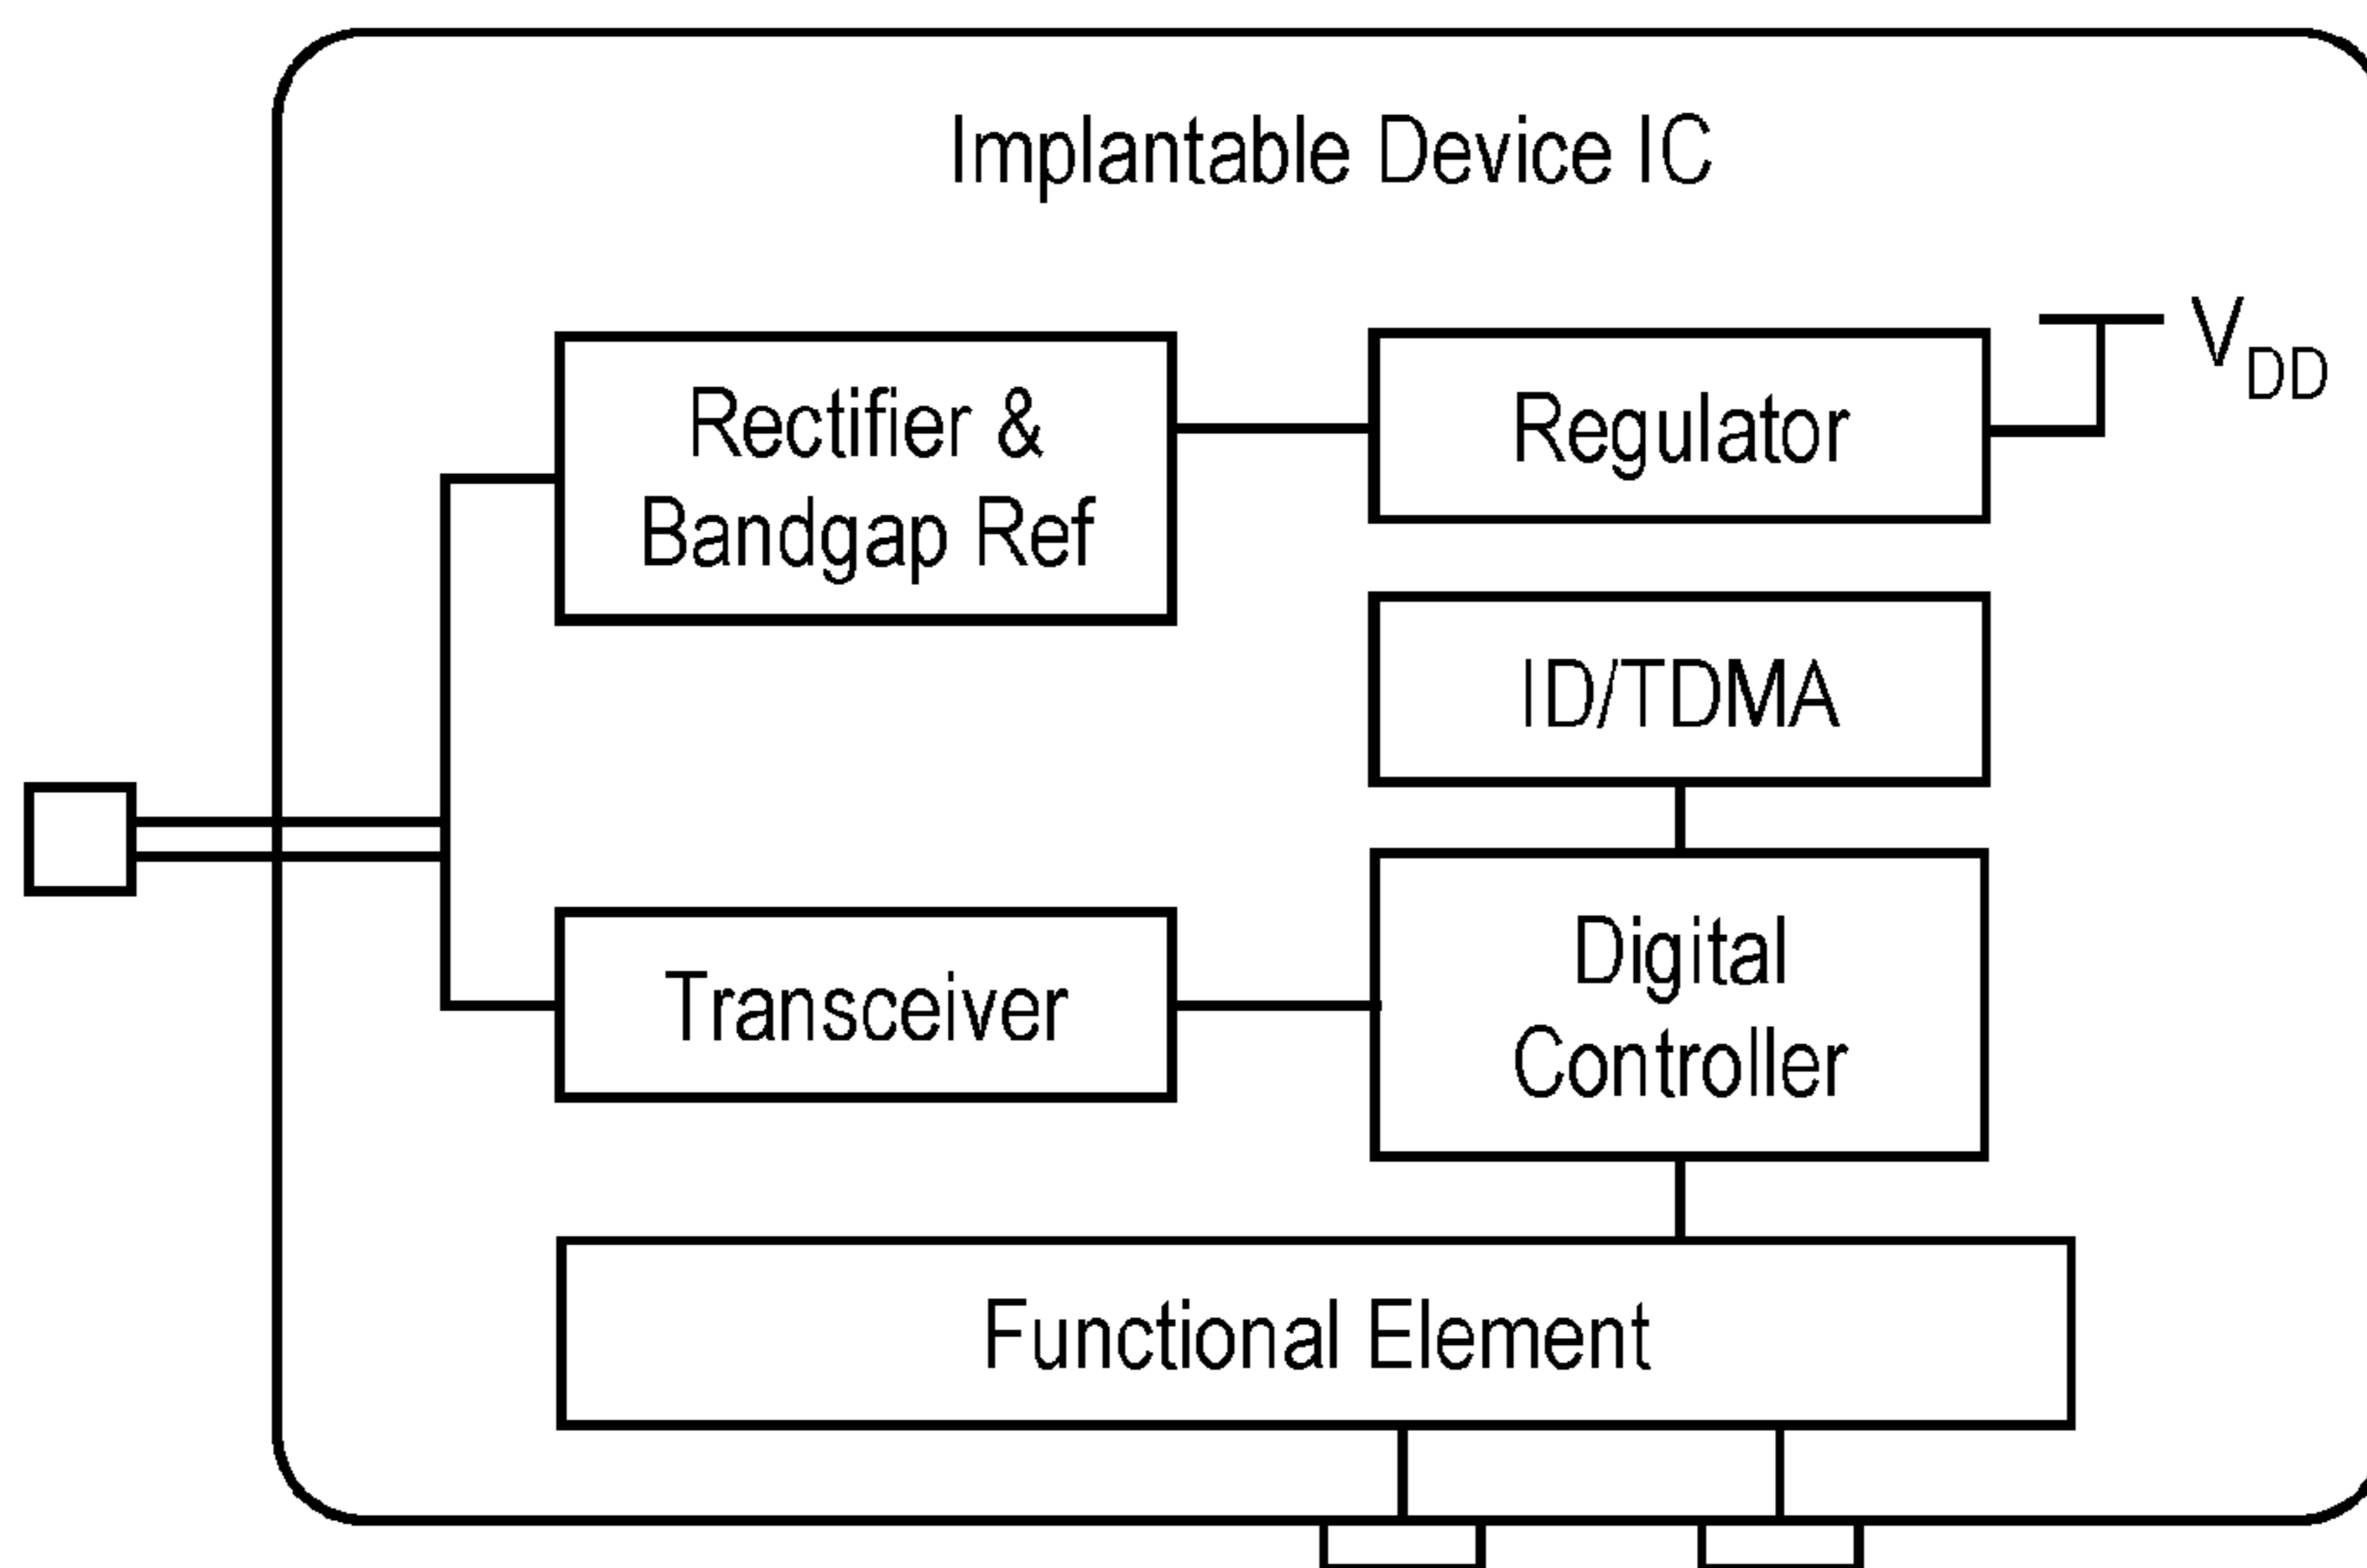 Implantable Device IC
Rectifier &
Bandgap Ref
Regulator
VDD
ID/TDMA
Transceiver
Digital
Controller
Functional Element